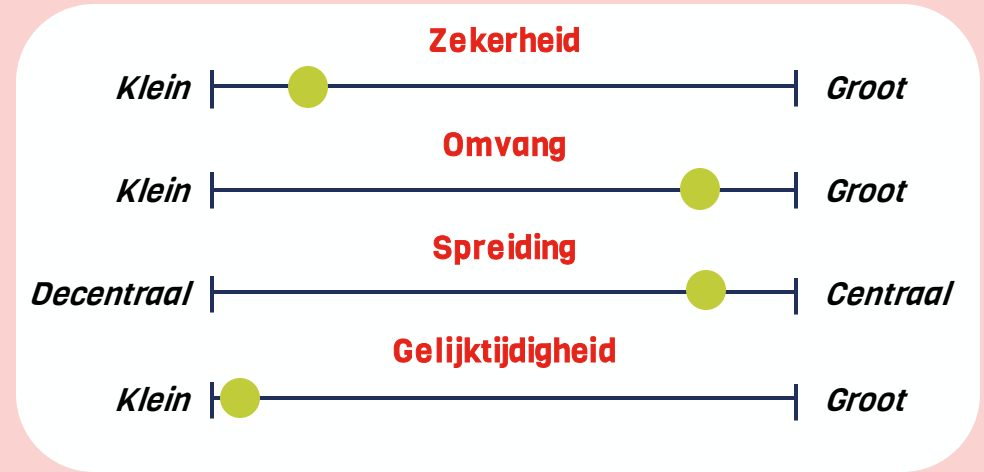 Zekerheid
Klein Groot
Omvang
Klein Groot
Spreiding
Decentraal Centraal
Gelijktijdigheid
Klein Groot